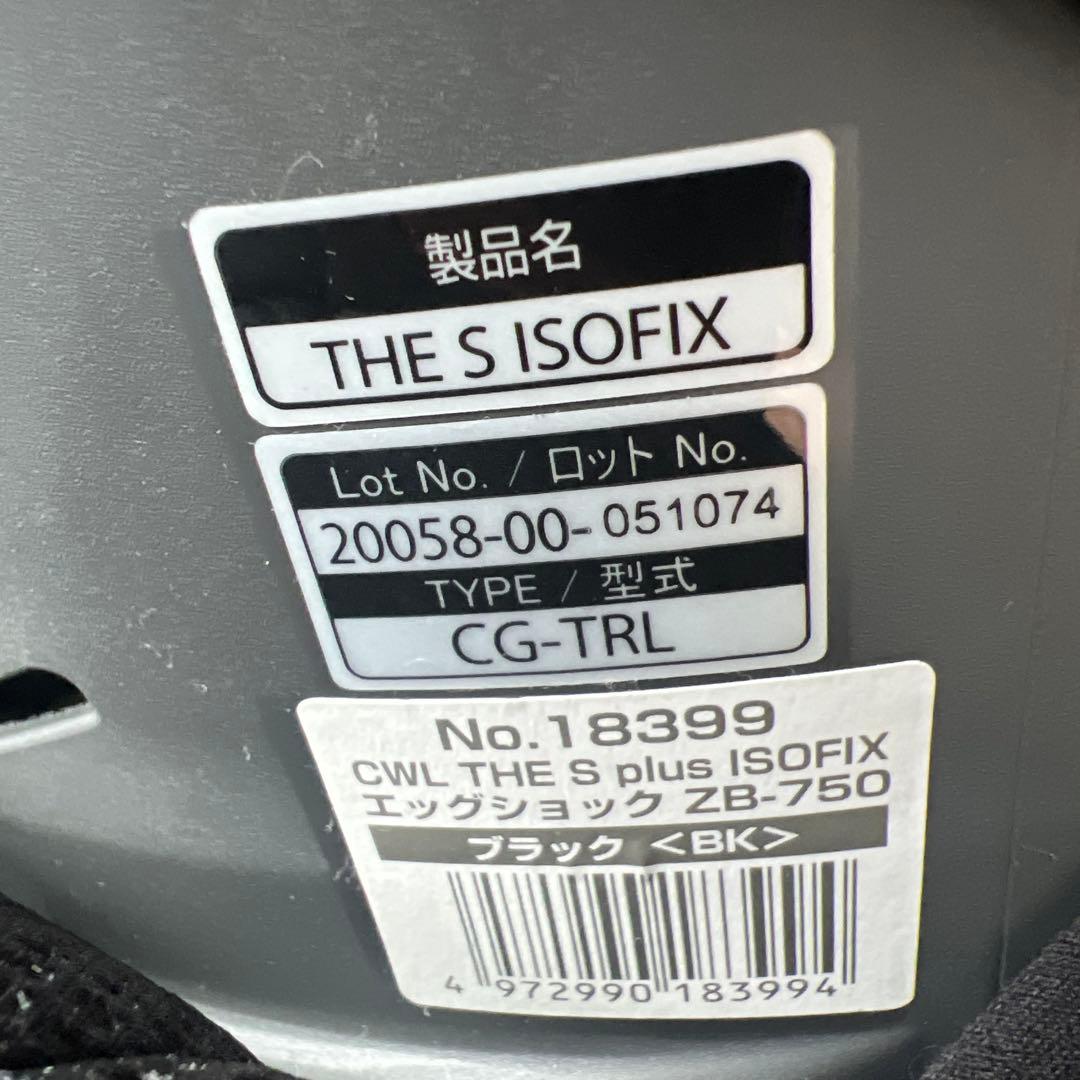 製品名
THE S ISOFIX
Lot No. / ロット No.
20058-00-051074
TYPE / 型式
CG-TRL
No.18399
CWL THE S plus ISOFIX
エッグショック ZB-750
ブラック <BK>
4 972990 183994